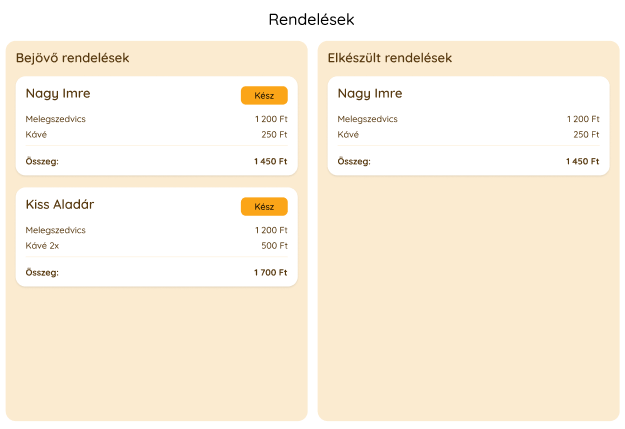 Rendelések
Bejövő rendelések
Nagy Imre
Kész
Melegszedvics 1 200 Ft
Kávé 250 Ft
Összeg: 1 450 Ft
Kiss Aladár
Kész
Melegszedvics 1 200 Ft
Kávé 2x 500 Ft
Összeg: 1 700 Ft
Elkészült rendelések
Nagy Imre
Melegszedvics 1 200 Ft
Kávé 250 Ft
Összeg: 1 450 Ft